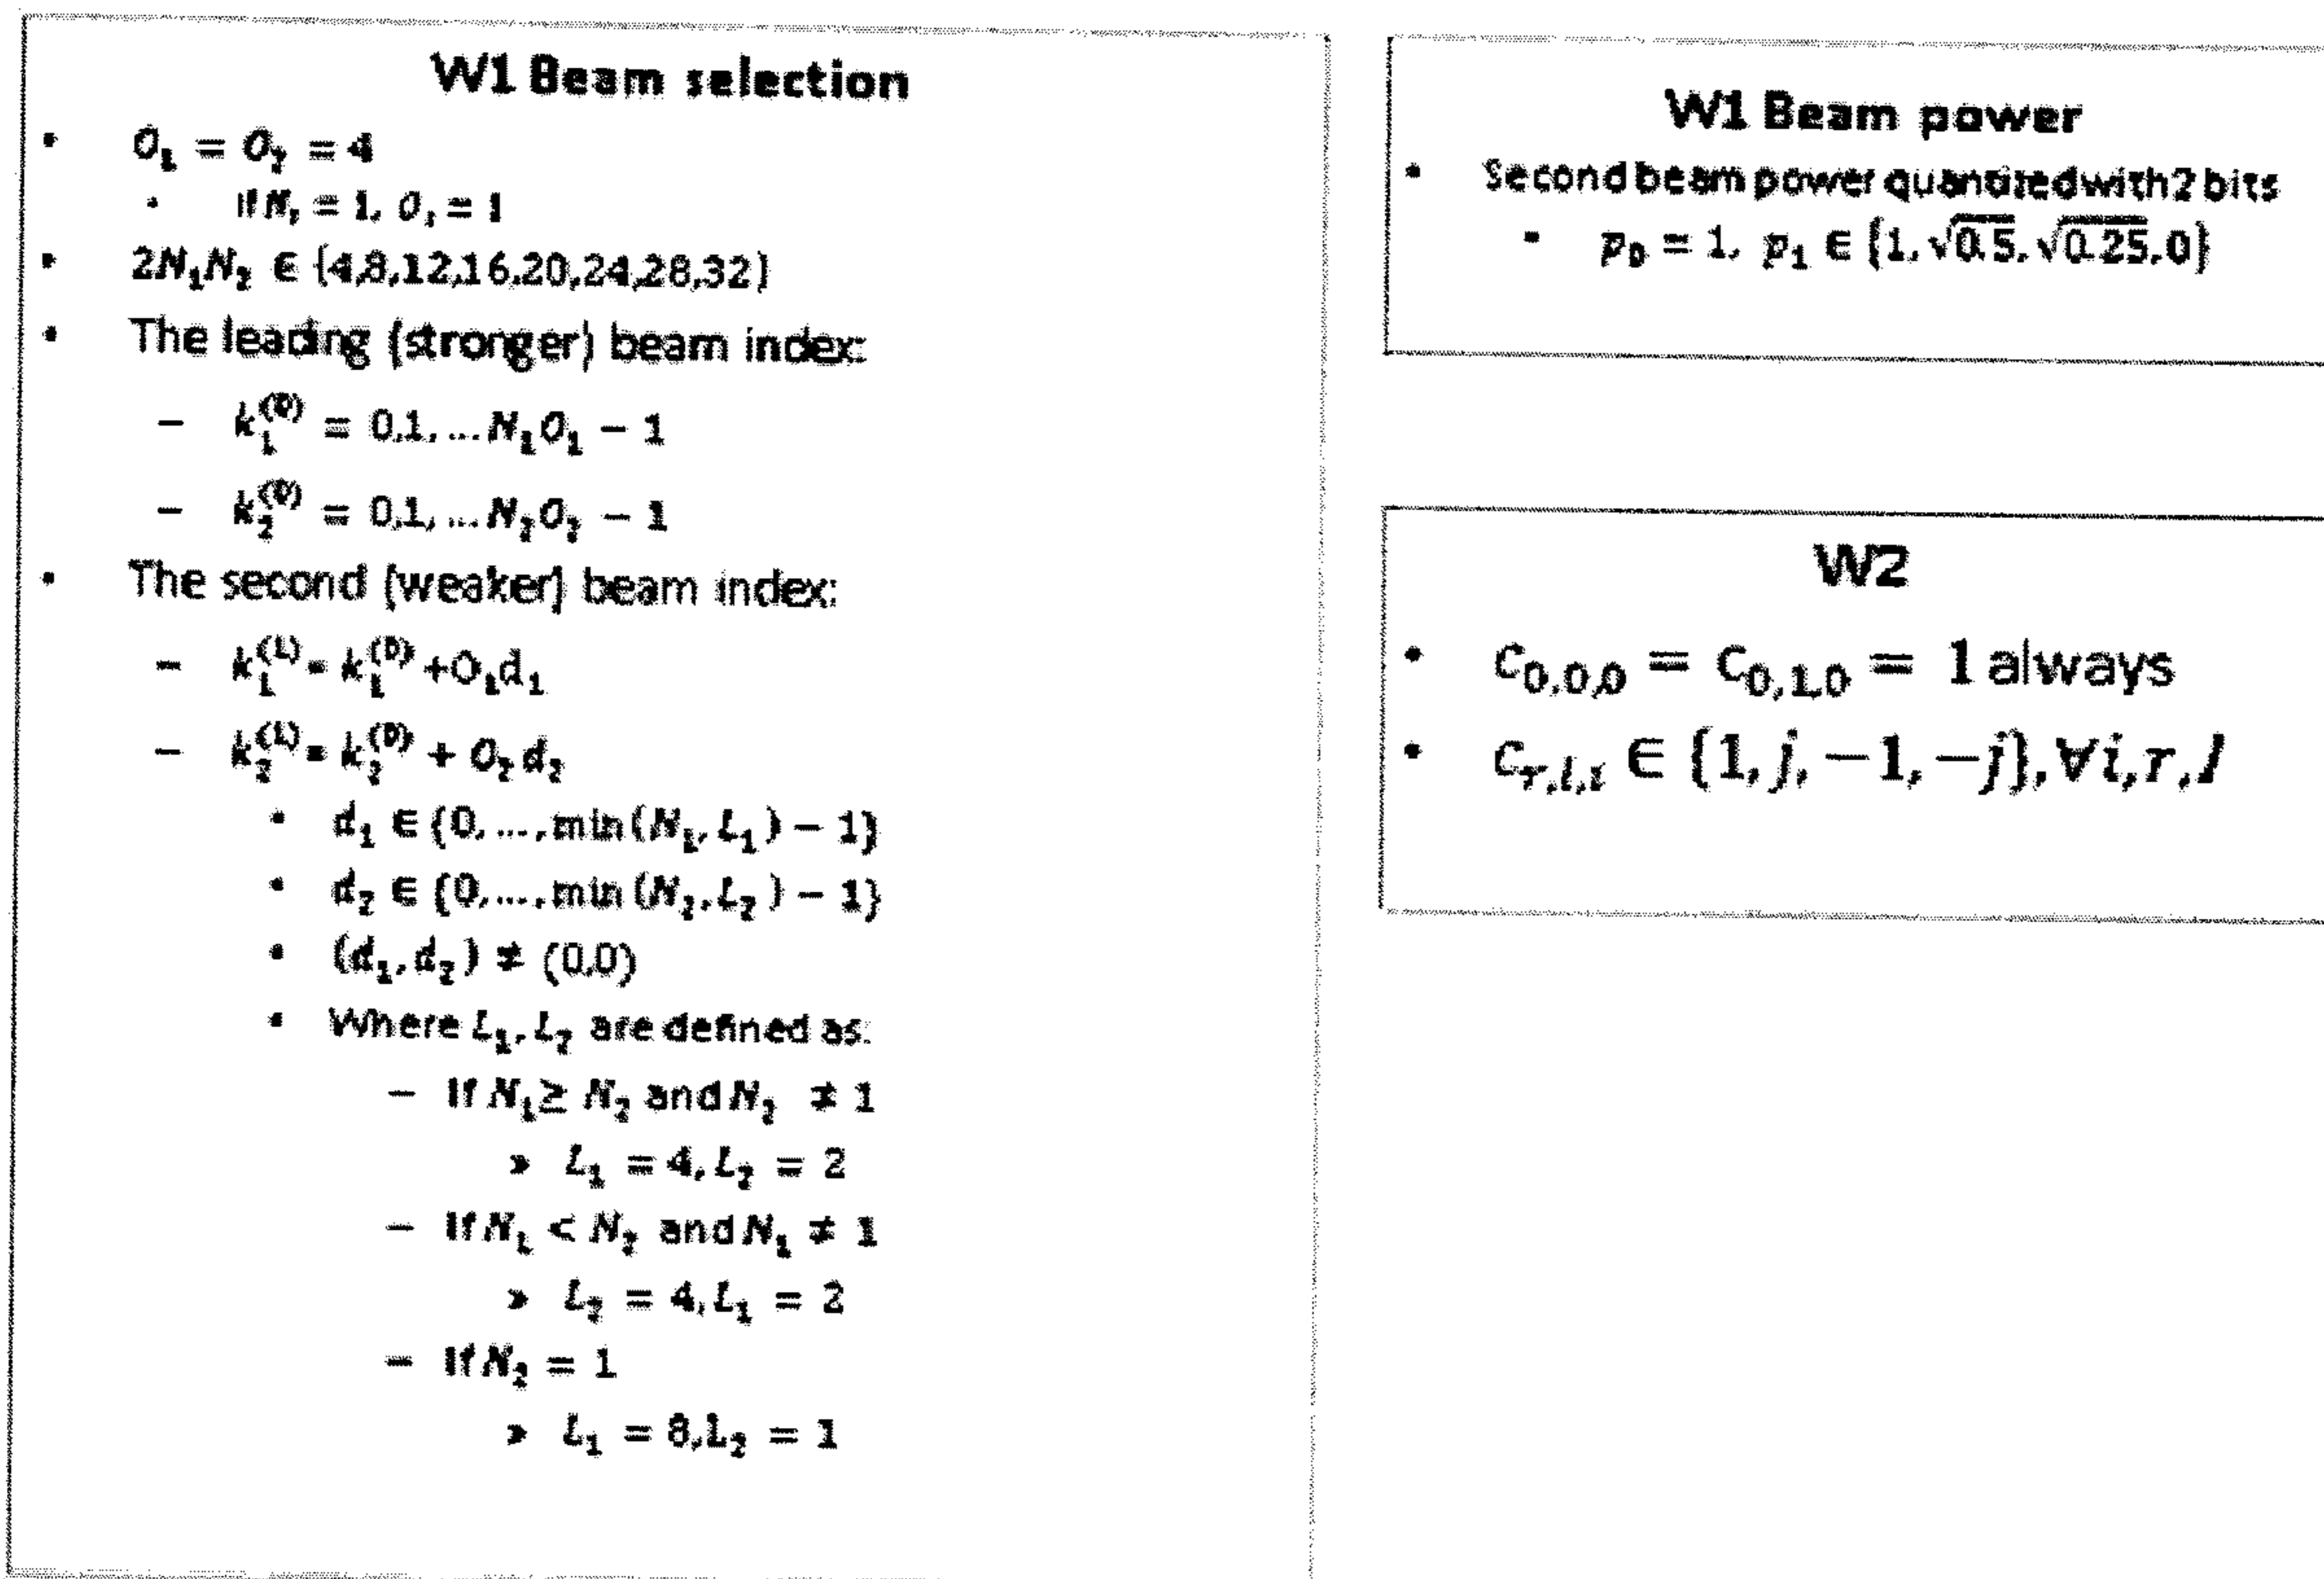 W1 Beam selection
• O₁ = O₂ = 4
• If N₂ = 1, O₂ = 1
• 2N₁N₂ ∈ {4,8,12,16,20,24,28,32}
• The leading (stronger) beam index:
– k₁⁽⁰⁾ = 0,1, ... N₁O₁ − 1
– k₂⁽⁰⁾ = 0,1, ... N₂O₂ − 1
• The second (weaker) beam index:
– k₁⁽¹⁾ = k₁⁽⁰⁾ +O₁d₁
– k₂⁽¹⁾ = k₂⁽⁰⁾ + O₂d₂
• d₁ ∈ {0, ..., min(N₁, L₁) − 1}
• d₂ ∈ {0, ..., min(N₂, L₂) − 1}
• (d₁, d₂) ≠ (0,0)
• Where L₁, L₂ are defined as:
– If N₁ ≥ N₂ and N₂ ≠ 1
» L₁ = 4, L₂ = 2
– If N₁ < N₂ and N₁ ≠ 1
» L₂ = 4, L₁ = 2
– If N₂ = 1
» L₁ = 8, L₂ = 1
W1 Beam power
• Second beam power quantized with 2 bits
• p₀ = 1, p₁ ∈ {1, √0.5, √0.25, 0}
W2
• c₀,₀,₀ = c₀,₁,₀ = 1 always
• c_{r,l,i} ∈ {1, j, −1, −j}, ∀i, r, l